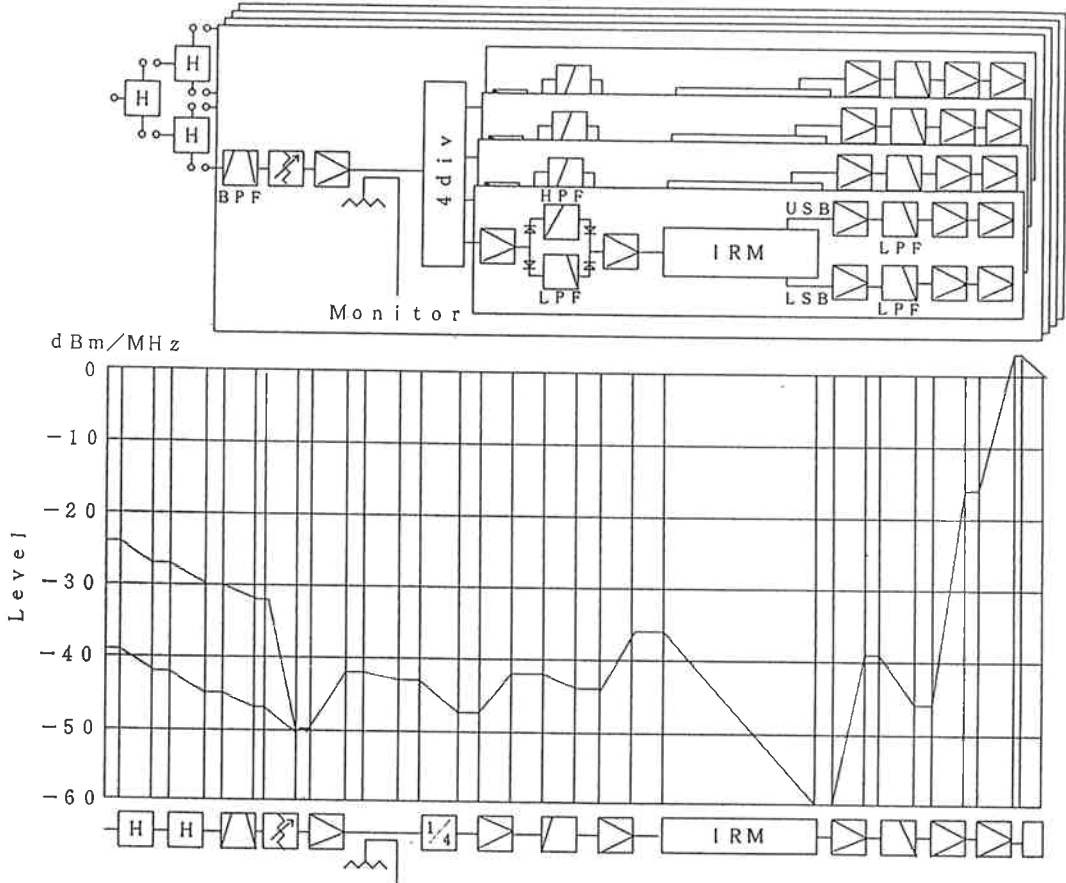 H
H
H
BPF
4div
HPF
LPF
IRM
USB
LPF
LSB
LPF
Monitor
dBm/MHz
0
-10
-20
-30
-40
-50
-60
Level
H
H
1/4
IRM